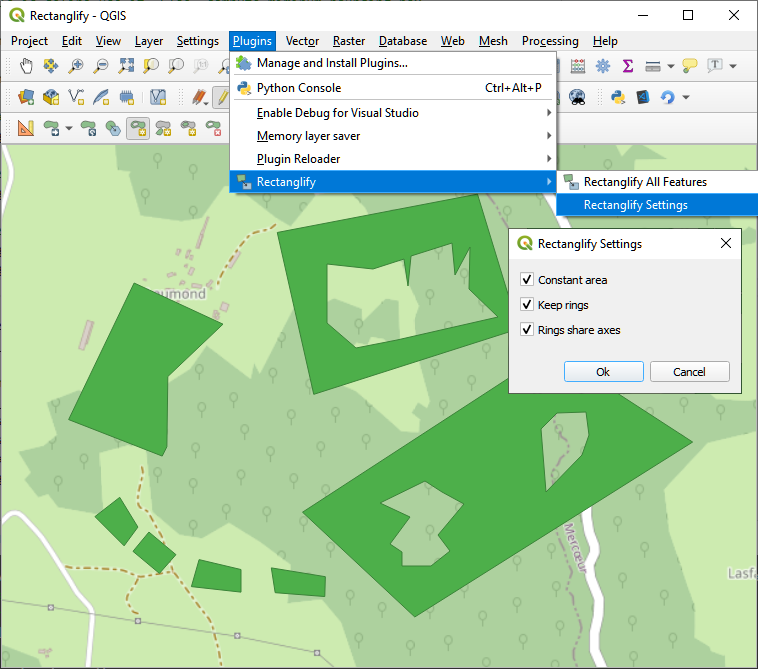 Rectanglify - QGIS
Project Edit View Layer Settings Plugins Vector Raster Database Web Mesh Processing Help
Manage and Install Plugins...
Python Console Ctrl+Alt+P
Enable Debug for Visual Studio
Memory layer saver
Plugin Reloader
Rectanglify
Rectanglify All Features
Rectanglify Settings
Rectanglify Settings
Constant area
Keep rings
Rings share axes
Ok Cancel
Mercœur
Lasfa